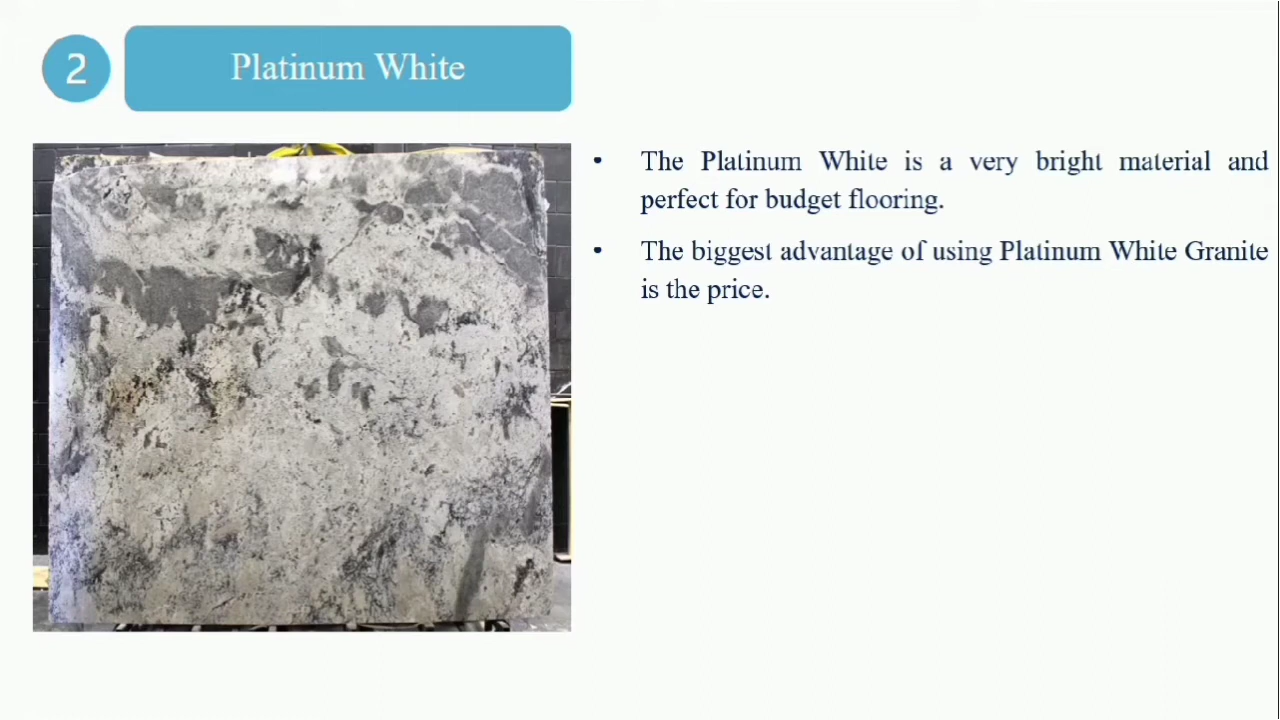 2
Platinum White
• The Platinum White is a very bright material and
perfect for budget flooring.
• The biggest advantage of using Platinum White Granite
is the price.